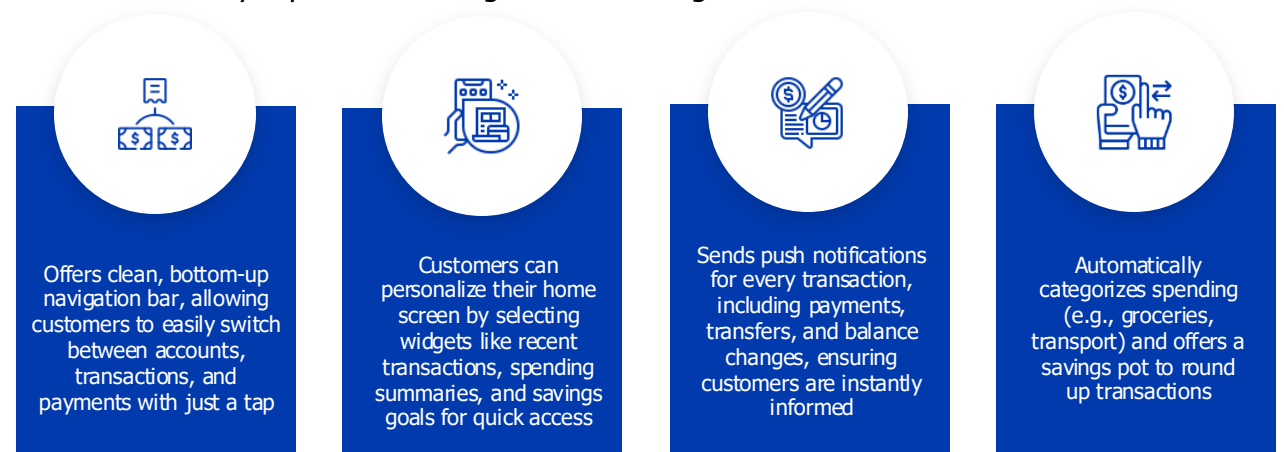 Offers clean, bottom-up
navigation bar, allowing
customers to easily switch
between accounts,
transactions, and
payments with just a tap
Customers can
personalize their home
screen by selecting
widgets like recent
transactions, spending
summaries, and savings
goals for quick access
Sends push notifications
for every transaction,
including payments,
transfers, and balance
changes, ensuring
customers are instantly
informed
Automatically
categorizes spending
(e.g., groceries,
transport) and offers a
savings pot to round
up transactions